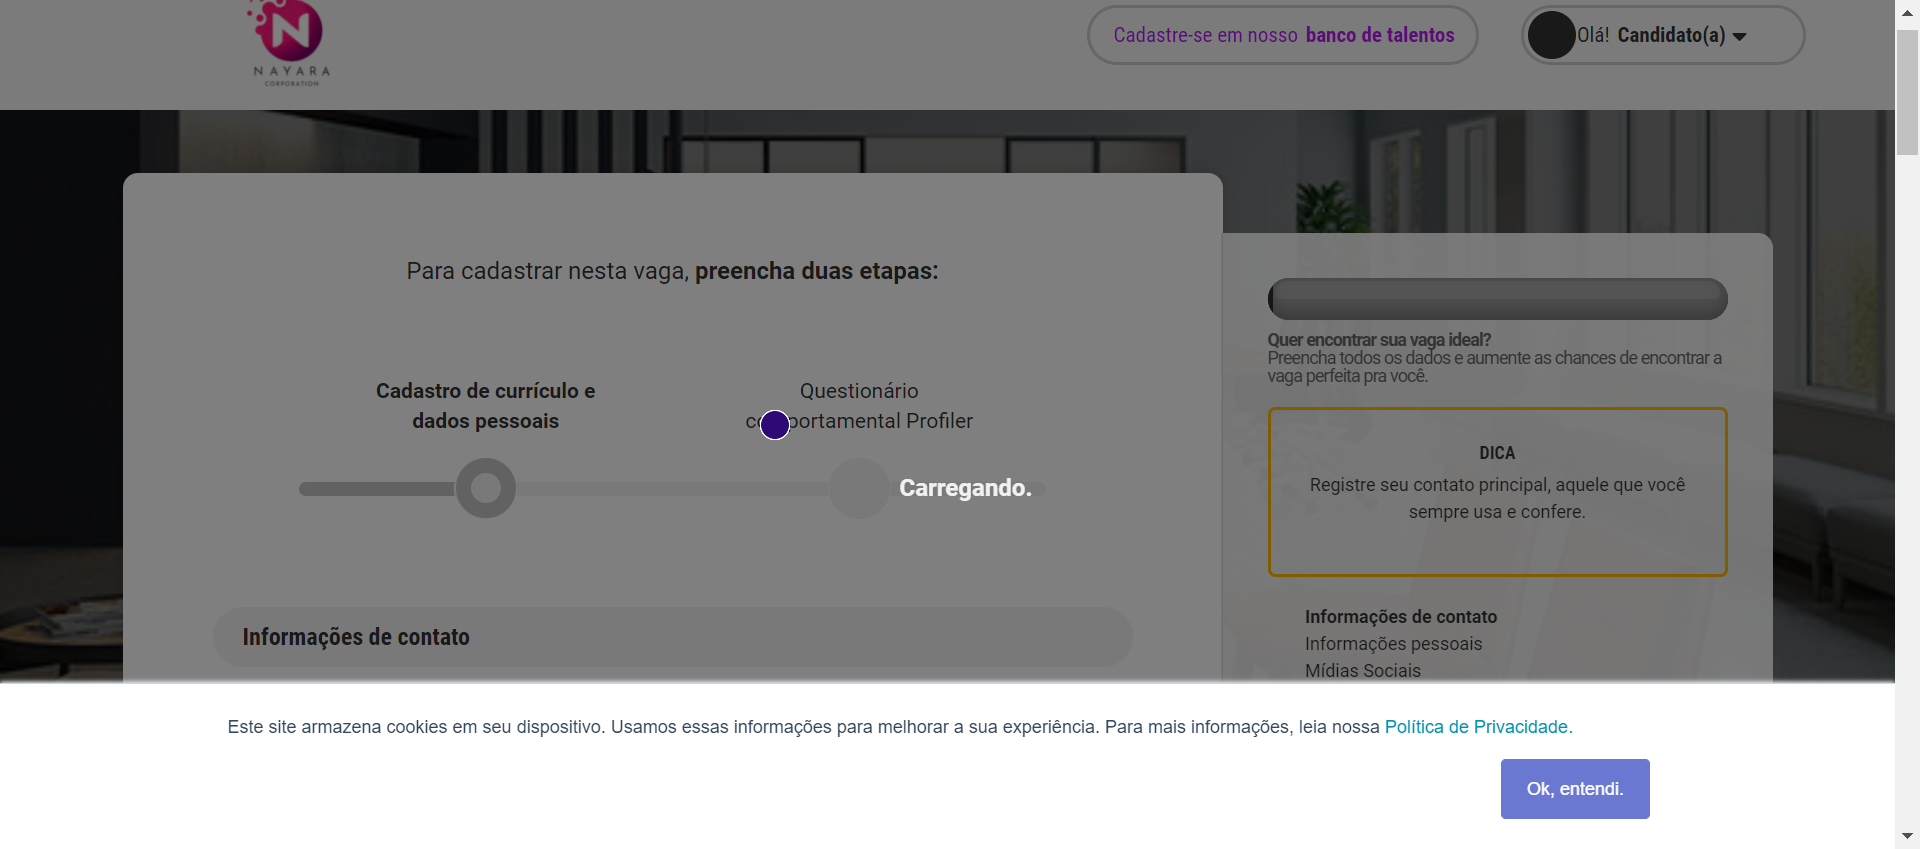 NAYARA
CORPORATION
Cadastre-se em nosso banco de talentos
Olá! Candidato(a)
Para cadastrar nesta vaga, preencha duas etapas:
Cadastro de currículo e
dados pessoais
Questionário
portamental Profiler
Carregando.
Informações de contato
Quer encontrar sua vaga ideal?
Preencha todos os dados e aumente as chances de encontrar a
vaga perfeita pra você.
DICA
Registre seu contato principal, aquele que você
sempre usa e confere.
Informações de contato
Informações pessoais
Mídias Sociais
Este site armazena cookies em seu dispositivo. Usamos essas informações para melhorar a sua experiência. Para mais informações, leia nossa Política de Privacidade.
Ok, entendi.